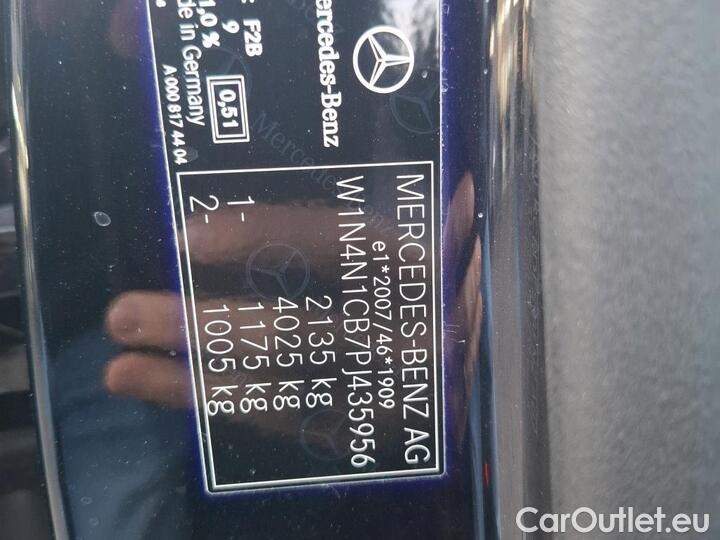 Mercedes-Benz
F2B
9
1,0 %
0,51
de in Germany
A 000 817 44 04
MERCEDES-BENZ AG
e1*2007/46*1909
W1N4N1CB7PJ435956
2135 kg
4025 kg
1- 1175 kg
2- 1005 kg
CarOutlet.eu